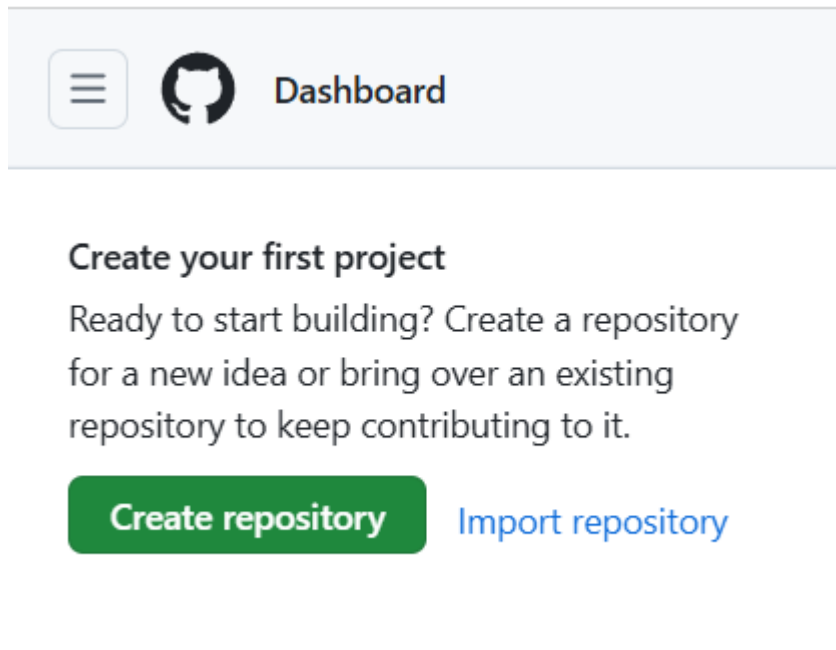 Dashboard
Create your first project
Ready to start building? Create a repository
for a new idea or bring over an existing
repository to keep contributing to it.
Create repository
Import repository